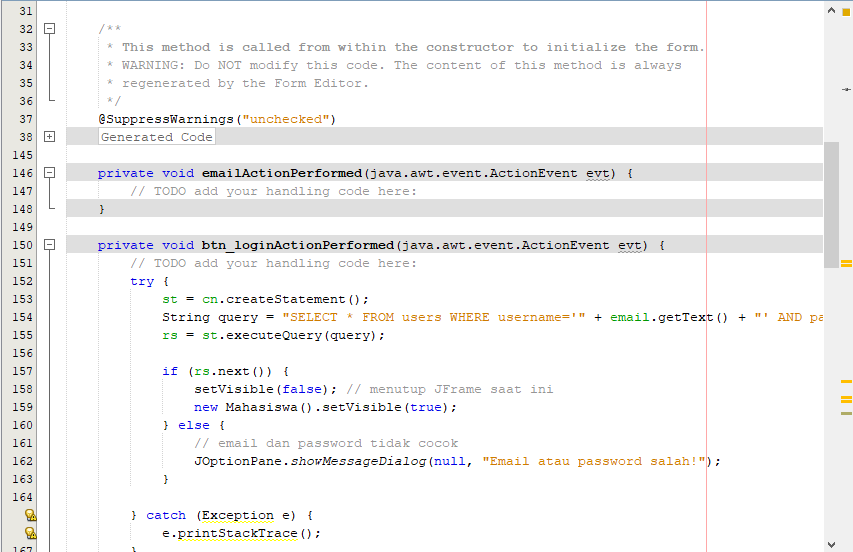 31
32 /**
33 * This method is called from within the constructor to initialize the form.
34 * WARNING: Do NOT modify this code. The content of this method is always
35 * regenerated by the Form Editor.
36 */
37 @SuppressWarnings("unchecked")
38 Generated Code
145
146 private void emailActionPerformed(java.awt.event.ActionEvent evt) {
147 // TODO add your handling code here:
148 }
149
150 private void btn_loginActionPerformed(java.awt.event.ActionEvent evt) {
151 // TODO add your handling code here:
152 try {
153 st = cn.createStatement();
154 String query = "SELECT * FROM users WHERE username='" + email.getText() + "' AND pa
155 rs = st.executeQuery(query);
156
157 if (rs.next()) {
158 setVisible(false); // menutup JFrame saat ini
159 new Mahasiswa().setVisible(true);
160 } else {
161 // email dan password tidak cocok
162 JOptionPane.showMessageDialog(null, "Email atau password salah!");
163 }
164
} catch (Exception e) {
e.printStackTrace();
167 }